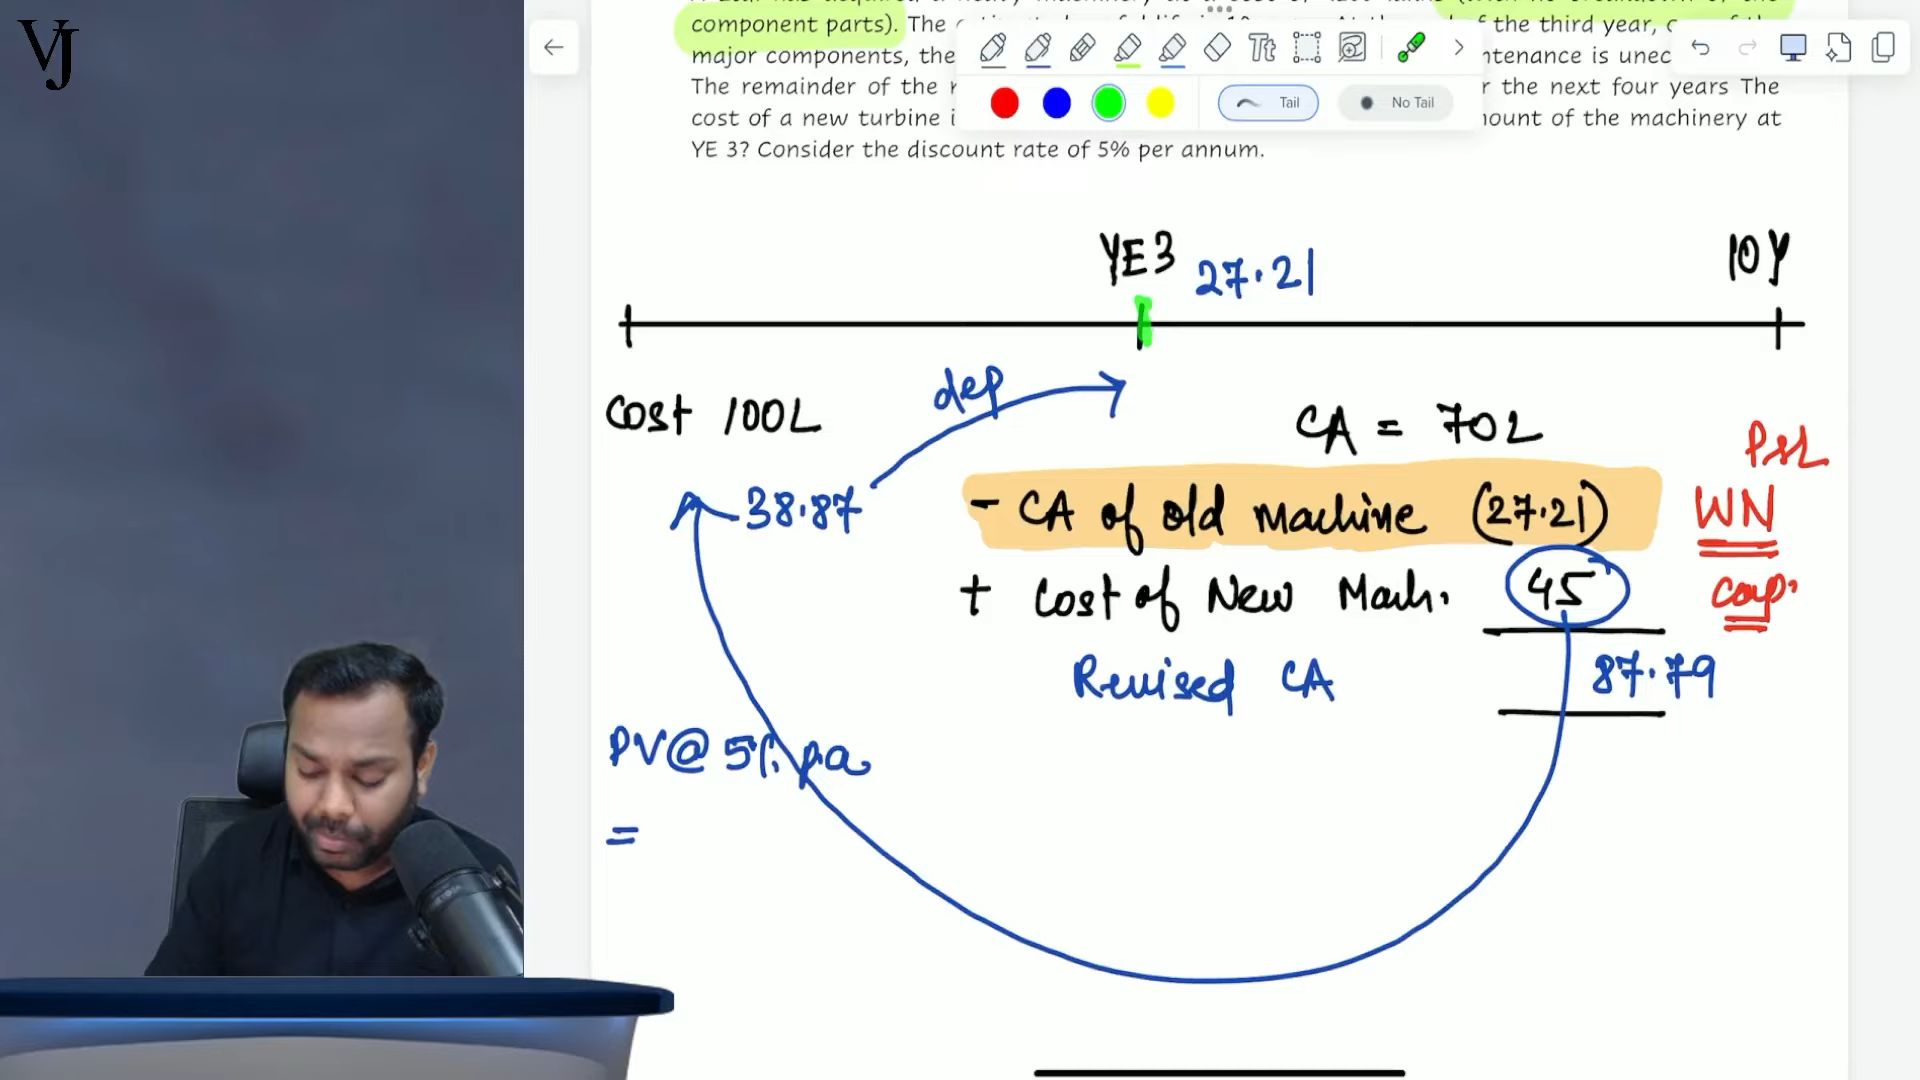 VJ
component parts). The
of the third year,
major components, the
ntenance is unec
The remainder of the
r the next four years The
cost of a new turbine i
nount of the machinery at
YE 3? Consider the discount rate of 5% per annum.
Tt
Tail
No Tail
YE3
27.21
10Y
dep
Cost 100L
CA = 70L
PSL
38.87
- CA of old Machine (27.21)
WN
+ Cost of New Mach. 45
cap.
Revised CA 87.79
PV@ 5% p.a
=